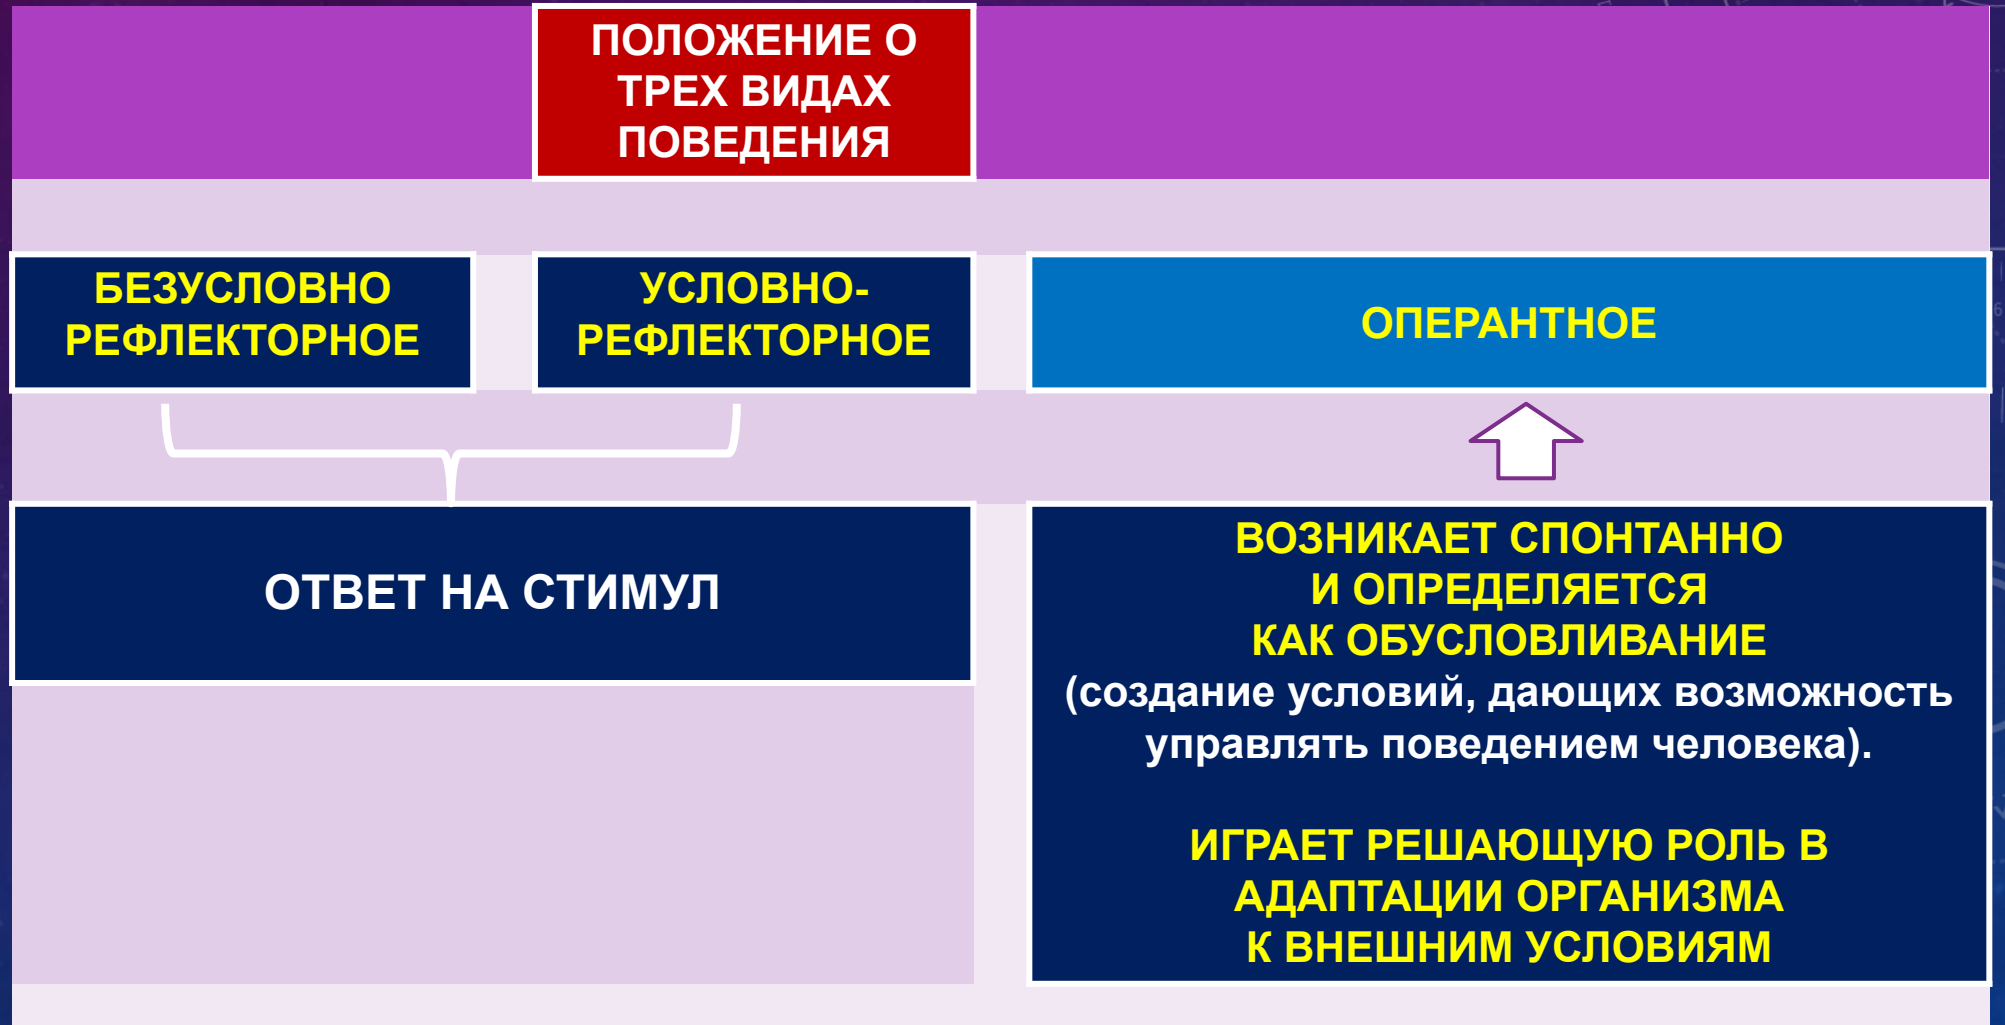 ПОЛОЖЕНИЕ О
ТРЕХ ВИДАХ
ПОВЕДЕНИЯ
БЕЗУСЛОВНО
РЕФЛЕКТОРНОЕ
УСЛОВНО-
РЕФЛЕКТОРНОЕ
ОПЕРАНТНОЕ
ОТВЕТ НА СТИМУЛ
ВОЗНИКАЕТ СПОНТАННО
И ОПРЕДЕЛЯЕТСЯ
КАК ОБУСЛОВЛИВАНИЕ
(создание условий, дающих возможность
управлять поведением человека).
ИГРАЕТ РЕШАЮЩУЮ РОЛЬ В
АДАПТАЦИИ ОРГАНИЗМА
К ВНЕШНИМ УСЛОВИЯМ